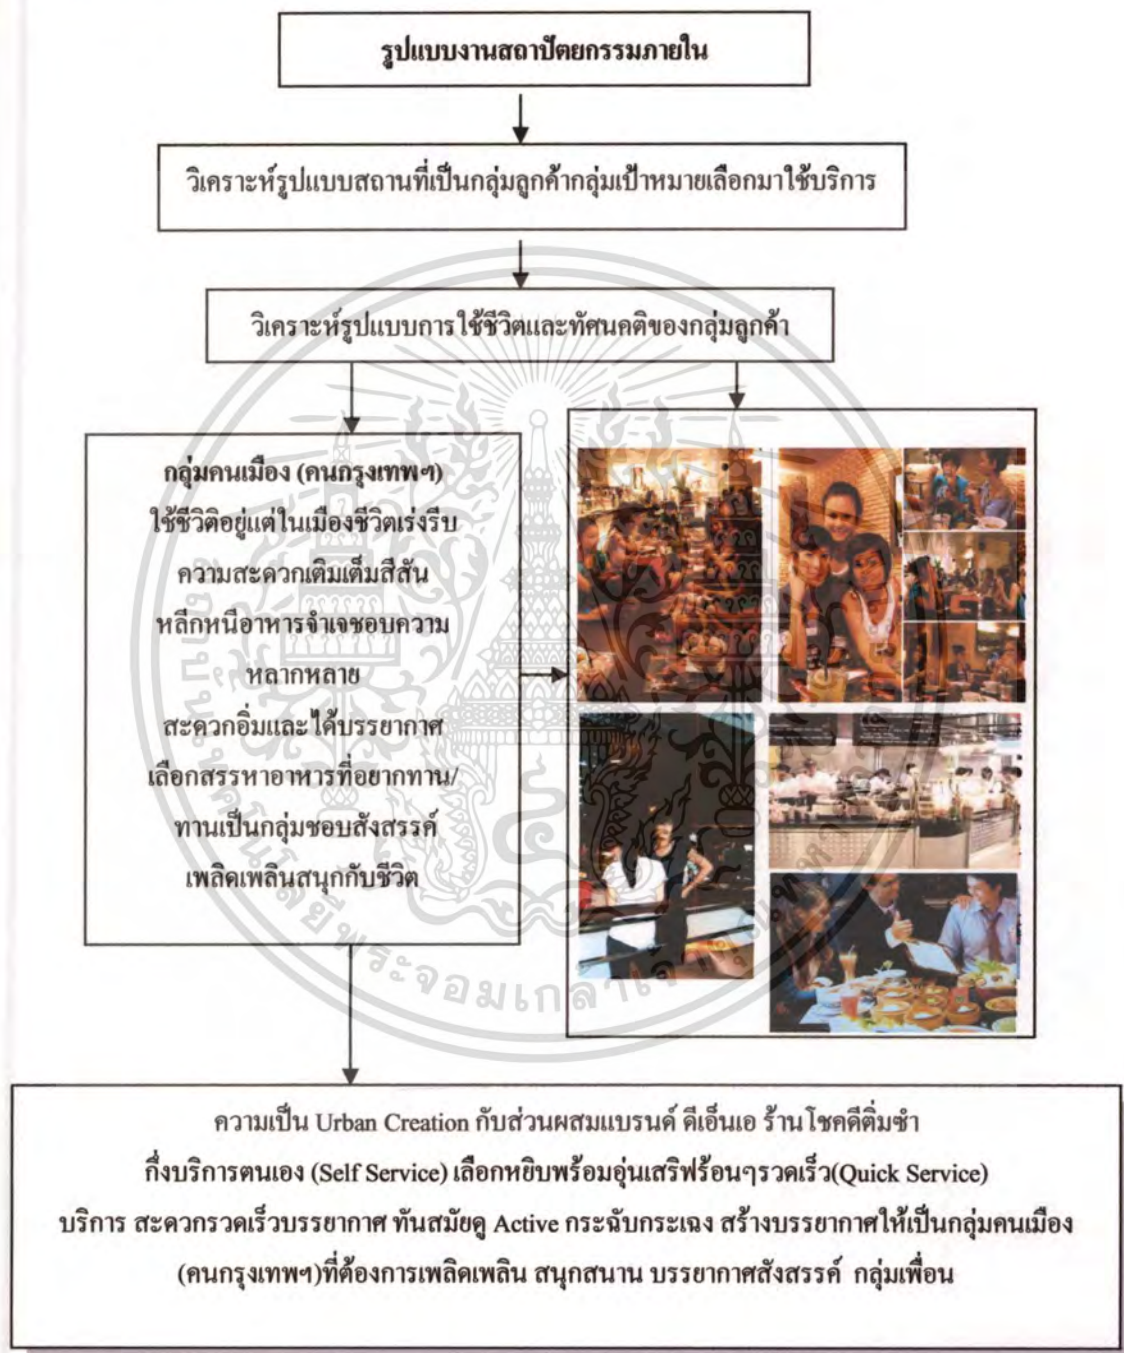 รูปแบบงานสถาปัตยกรรมภายใน
วิเคราะห์รูปแบบสถานที่เป็นกลุ่มลูกค้ากลุ่มเป้าหมายเลือกมาใช้บริการ
วิเคราะห์รูปแบบการใช้ชีวิตและทัศนคติของกลุ่มลูกค้า
กลุ่มคนเมือง (คนกรุงเทพฯ)
ใช้ชีวิติอยู่แต่ในเมืองชีวิตเร่งรีบ
ความสะดวกเติมเต็มสีสัน
หลีกหนีอาหารจำเจชอบความ
หลากหลาย
สะดวกอิ่มและได้บรรยากาศ
เลือกสรรหาอาหารที่อยากทาน/
ทานเป็นกลุ่มชอบสังสรรค์
เพลิดเพลินสนุกกับชีวิต
ความเป็น Urban Creation กับส่วนผสมแบรนด์ ดีเอ็นเอ ร้านโชคดีติ่มซำ
กึ่งบริการตนเอง (Self Service) เลือกหยิบพร้อมอุ่นเสริฟร้อนๆรวดเร็ว(Quick Service)
บริการ สะดวกรวดเร็วบรรยากาศ ทันสมัยดู Active กระฉับกระเฉง สร้างบรรยากาศให้เป็นกลุ่มคนเมือง
(คนกรุงเทพฯ)ที่ต้องการเพลิดเพลิน สนุกสนาน บรรยากาศสังสรรค์ กลุ่มเพื่อน